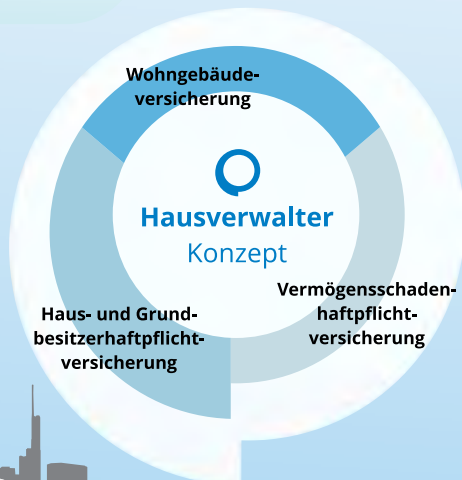 Wohngebäude-
versicherung
Hausverwalter
Konzept
Vermögensschaden-
haftpflicht-
versicherung
Haus- und Grund-
besitzerhaftpflicht-
versicherung